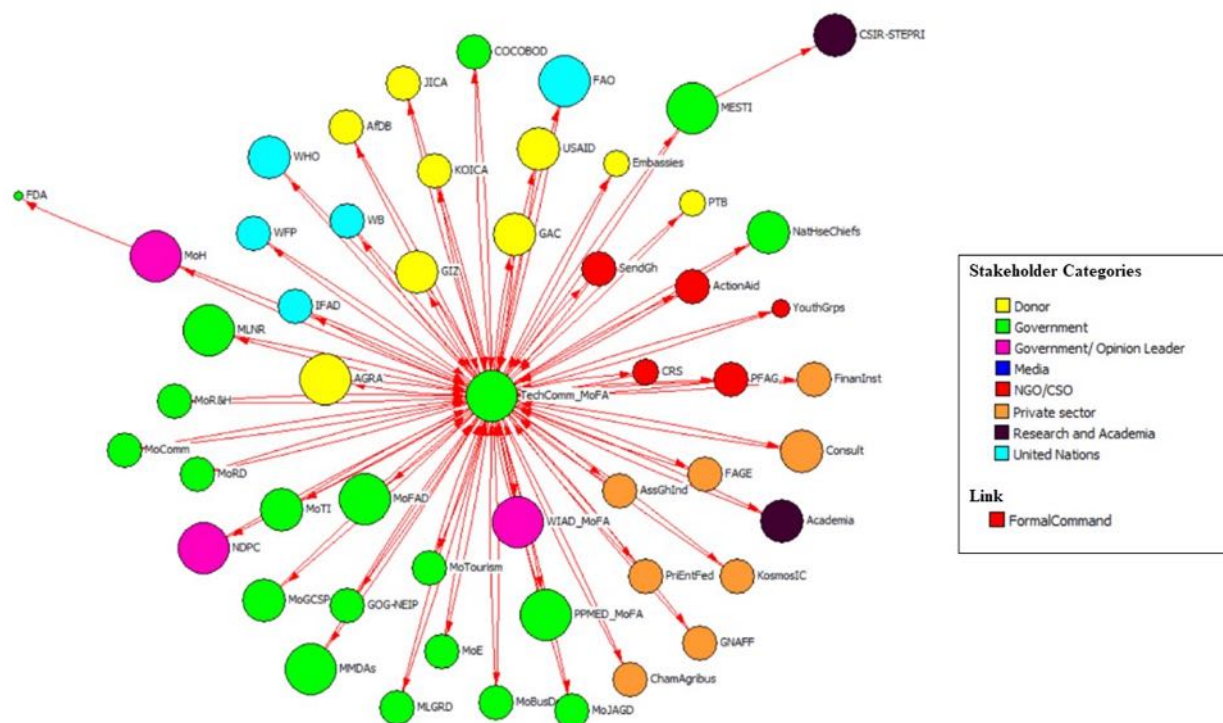 CSIR-STEPRI
COCOBOD
FAO
JICA
MESTI
AfDB
USAID
WHO
KOICA
Embassies
FDA
PTB
WB
WFP
GAC
NatHseChiefs
MoH
SendGh
GIZ
ActionAid
IFAD
YouthGrps
MLNR
CRS
AGRA
PFAG
FinanInst
TechComm_MoFA
MoR&H
MoComm
Consult
MoRD
FAGE
AssGhInd
MoFAD
MoTI
WIAD_MoFA
Academia
NDPC
MoTourism
PriEntFed
KosmosIC
MoGCSP
GOG-NEIP
PPMED_MoFA
GNAFF
MoE
MMDAs
ChamAgribus
MLGRD
MoBusD
MoJAGD
Stakeholder Categories
Donor
Government
Government/ Opinion Leader
Media
NGO/CSO
Private sector
Research and Academia
United Nations
Link
FormalCommand